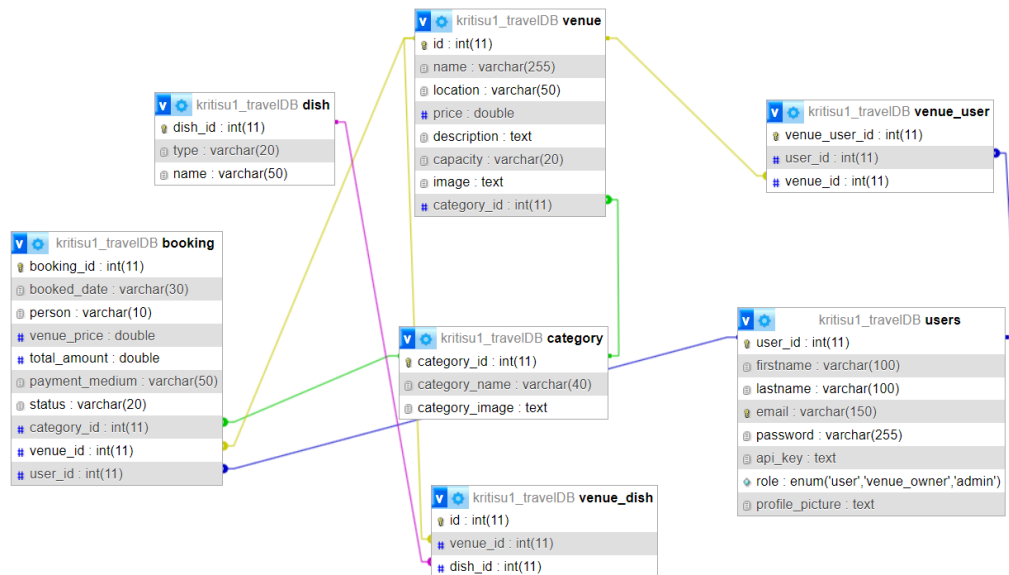 v kritisu1_travelDB venue
id : int(11)
name : varchar(255)
location : varchar(50)
# price : double
description : text
capacity : varchar(20)
image : text
# category_id : int(11)
v kritisu1_travelDB dish
dish_id : int(11)
type : varchar(20)
name : varchar(50)
v kritisu1_travelDB venue_user
venue_user_id : int(11)
# user_id : int(11)
# venue_id : int(11)
v kritisu1_travelDB booking
booking_id : int(11)
booked_date : varchar(30)
person : varchar(10)
# venue_price : double
# total_amount : double
payment_medium : varchar(50)
status : varchar(20)
# category_id : int(11)
# venue_id : int(11)
# user_id : int(11)
v kritisu1_travelDB category
category_id : int(11)
category_name : varchar(40)
category_image : text
v kritisu1_travelDB users
user_id : int(11)
firstname : varchar(100)
lastname : varchar(100)
email : varchar(150)
password : varchar(255)
api_key : text
role : enum('user','venue_owner','admin')
profile_picture : text
v kritisu1_travelDB venue_dish
id : int(11)
# venue_id : int(11)
# dish_id : int(11)